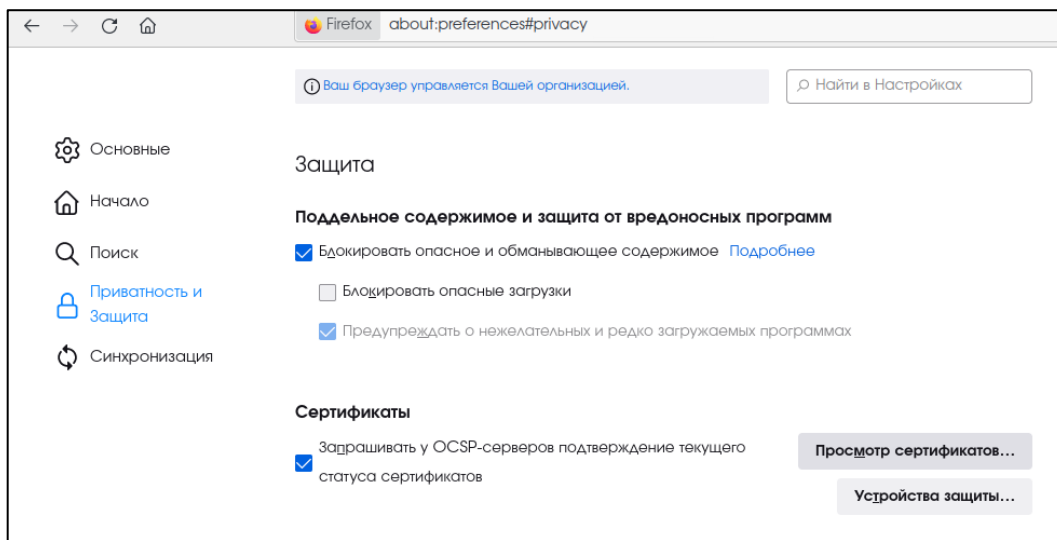 Firefox about:preferences#privacy
Ваш браузер управляется Вашей организацией.
Найти в Настройках
Основные
Начало
Поиск
Приватность и
Защита
Синхронизация
Защита
Поддельное содержимое и защита от вредоносных программ
Блокировать опасное и обманывающее содержимое Подробнее
Блокировать опасные загрузки
Предупреждать о нежелательных и редко загружаемых программах
Сертификаты
Запрашивать у OCSP-серверов подтверждение текущего
статуса сертификатов
Просмотр сертификатов...
Устройства защиты...